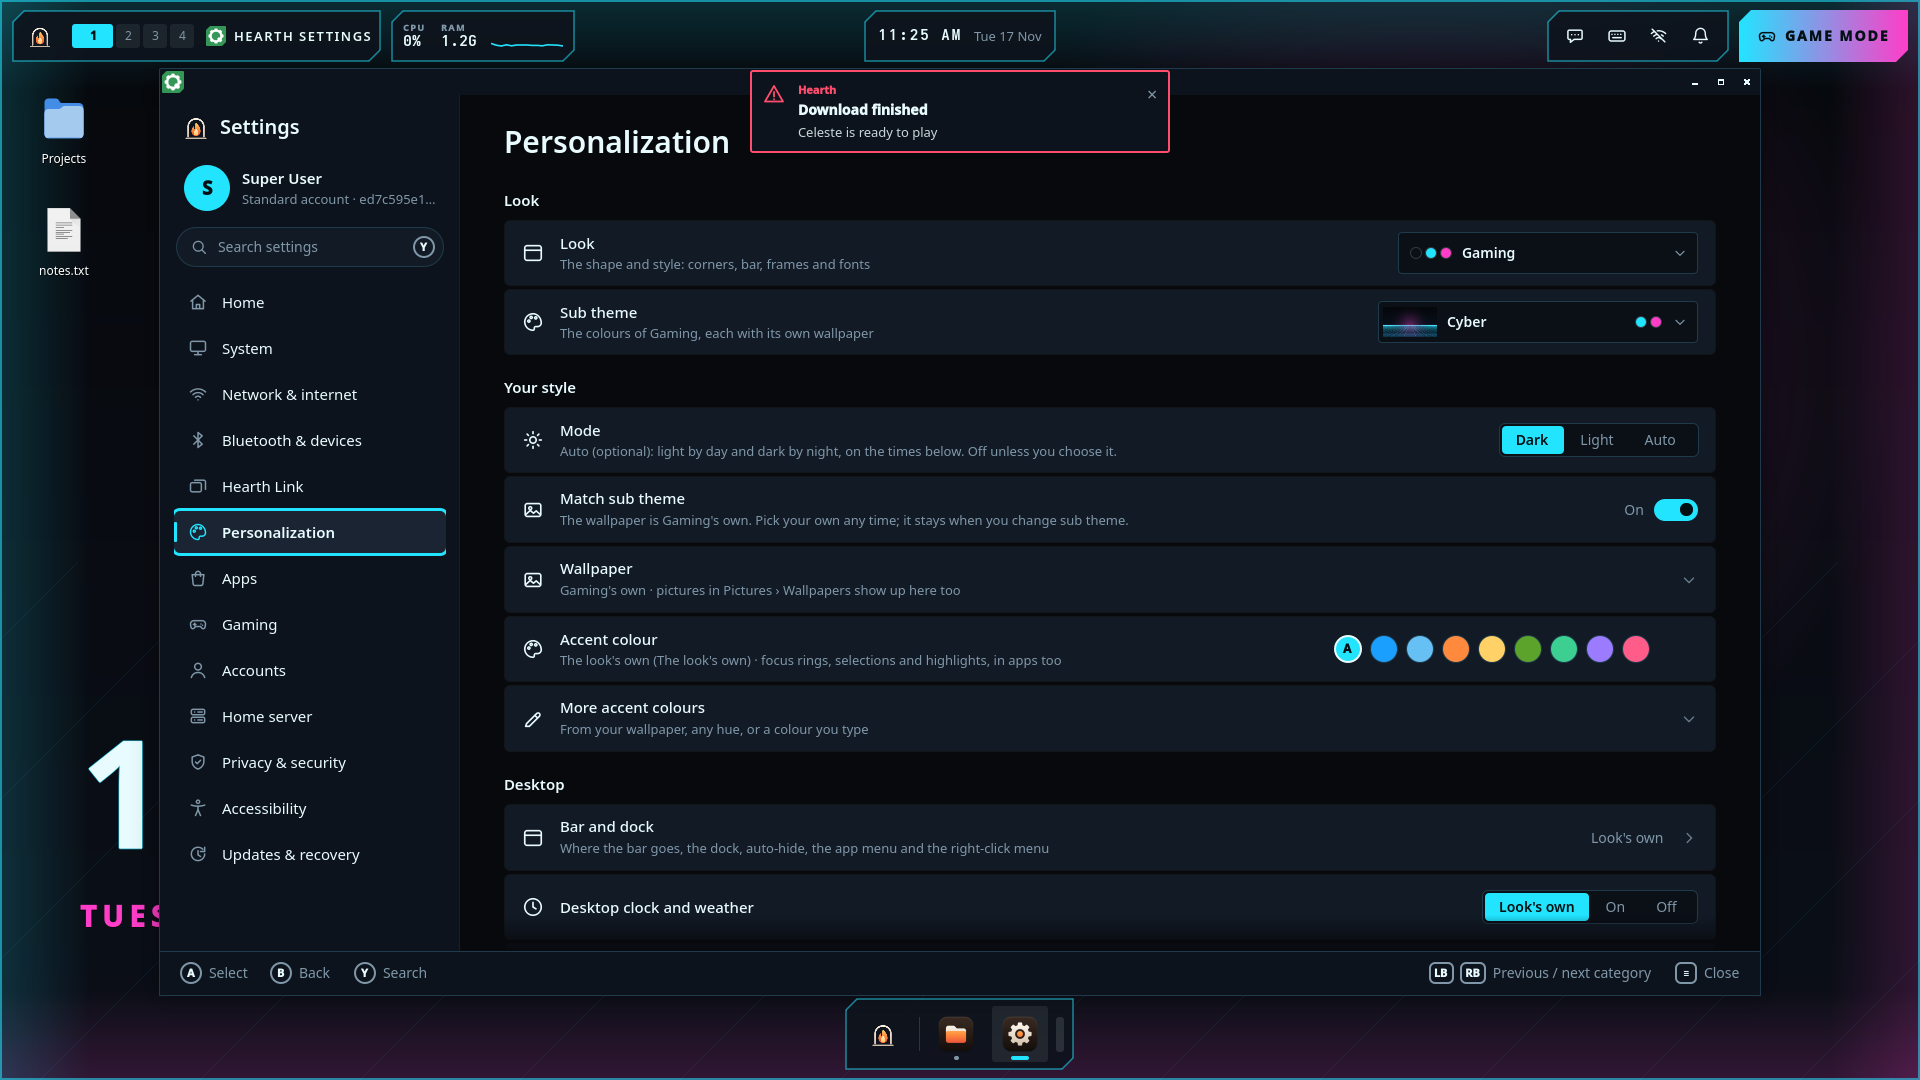 1 2 3 4 HEARTH SETTINGS
CPU 0% RAM 1.2G
11:25 AM Tue 17 Nov
GAME MODE
Projects
notes.txt
1
TUES
Hearth
Download finished
Celeste is ready to play
Settings
S
Super User
Standard account · ed7c595e1...
Search settings Y
Home
System
Network & internet
Bluetooth & devices
Hearth Link
Personalization
Apps
Gaming
Accounts
Home server
Privacy & security
Accessibility
Updates & recovery
Personalization
Look
Look
The shape and style: corners, bar, frames and fonts
Gaming
Sub theme
The colours of Gaming, each with its own wallpaper
Cyber
Your style
Mode
Auto (optional): light by day and dark by night, on the times below. Off unless you choose it.
Dark Light Auto
Match sub theme
The wallpaper is Gaming's own. Pick your own any time; it stays when you change sub theme.
On
Wallpaper
Gaming's own · pictures in Pictures › Wallpapers show up here too
Accent colour
The look's own (The look's own) · focus rings, selections and highlights, in apps too
A
More accent colours
From your wallpaper, any hue, or a colour you type
Desktop
Bar and dock
Where the bar goes, the dock, auto-hide, the app menu and the right-click menu
Look's own
Desktop clock and weather
Look's own On Off
A Select B Back Y Search
LB RB Previous / next category ≡ Close